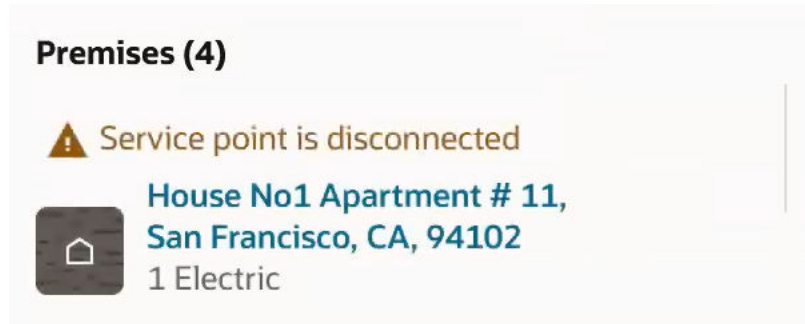 Premises (4)
Service point is disconnected
House No1 Apartment # 11,
San Francisco, CA, 94102
1 Electric